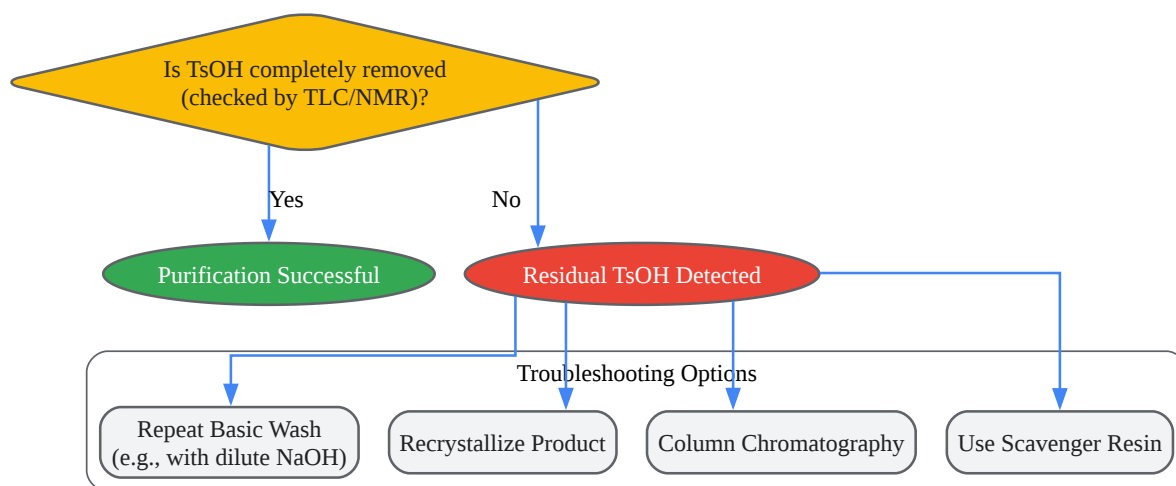 Is TsOH completely removed
(checked by TLC/NMR)?
Yes
No
Purification Successful
Residual TsOH Detected
Troubleshooting Options
Repeat Basic Wash
(e.g., with dilute NaOH)
Recrystallize Product
Column Chromatography
Use Scavenger Resin